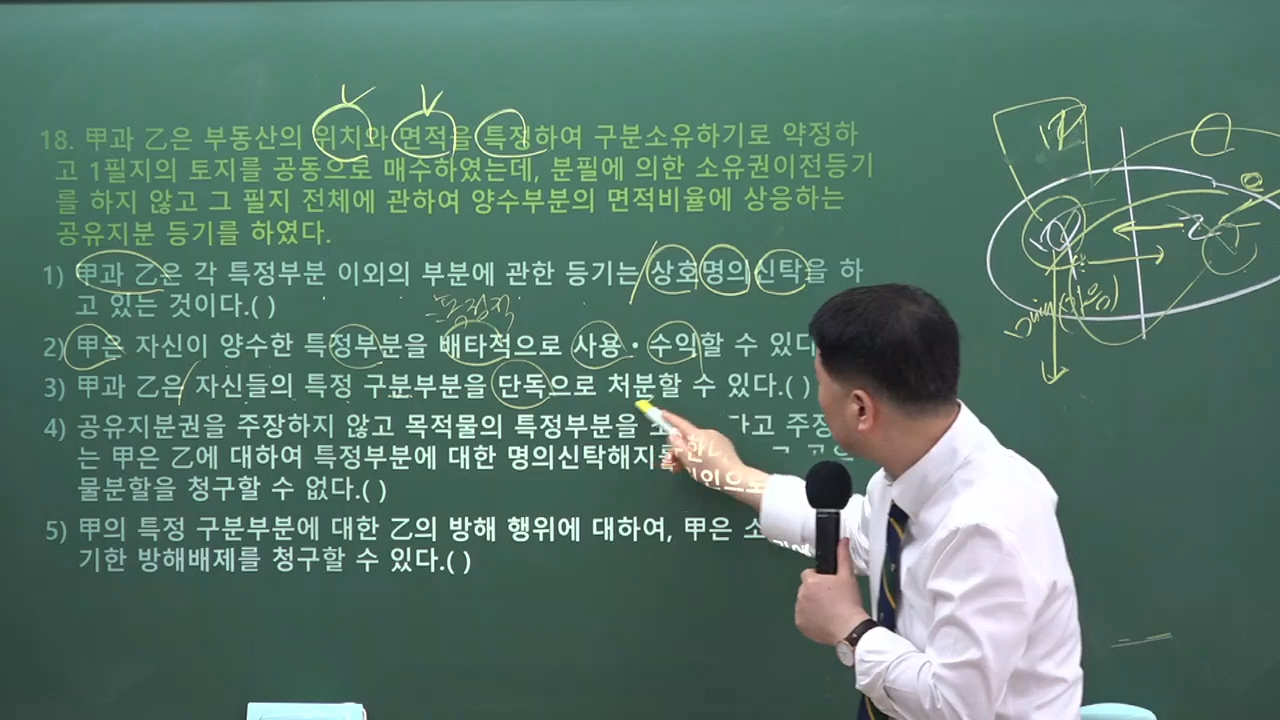 18. 甲과 乙은 부동산의 위치와 면적을 특정하여 구분소유하기로 약정하
고 1필지의 토지를 공동으로 매수하였는데, 분필에 의한 소유권이전등기
를 하지 않고 그 필지 전체에 관하여 양수부분의 면적비율에 상응하는
공유지분 등기를 하였다.
1) 甲과 乙은 각 특정부분 이외의 부분에 관한 등기는 상호명의신탁을 하
고 있는 것이다.( )
독점적
2) 甲은 자신이 양수한 특정부분을 배타적으로 사용·수익할 수 있다
3) 甲과 乙은 자신들의 특정 구분부분을 단독으로 처분할 수 있다.( )
4) 공유지분권을 주장하지 않고 목적물의 특정부분을 다고 주장
는 甲은 乙에 대하여 특정부분에 대한 명의신탁해지를 원인으로
물분할을 청구할 수 없다.( )
5) 甲의 특정 구분부분에 대한 乙의 방해 행위에 대하여, 甲은 소
기한 방해배제를 청구할 수 있다.( )